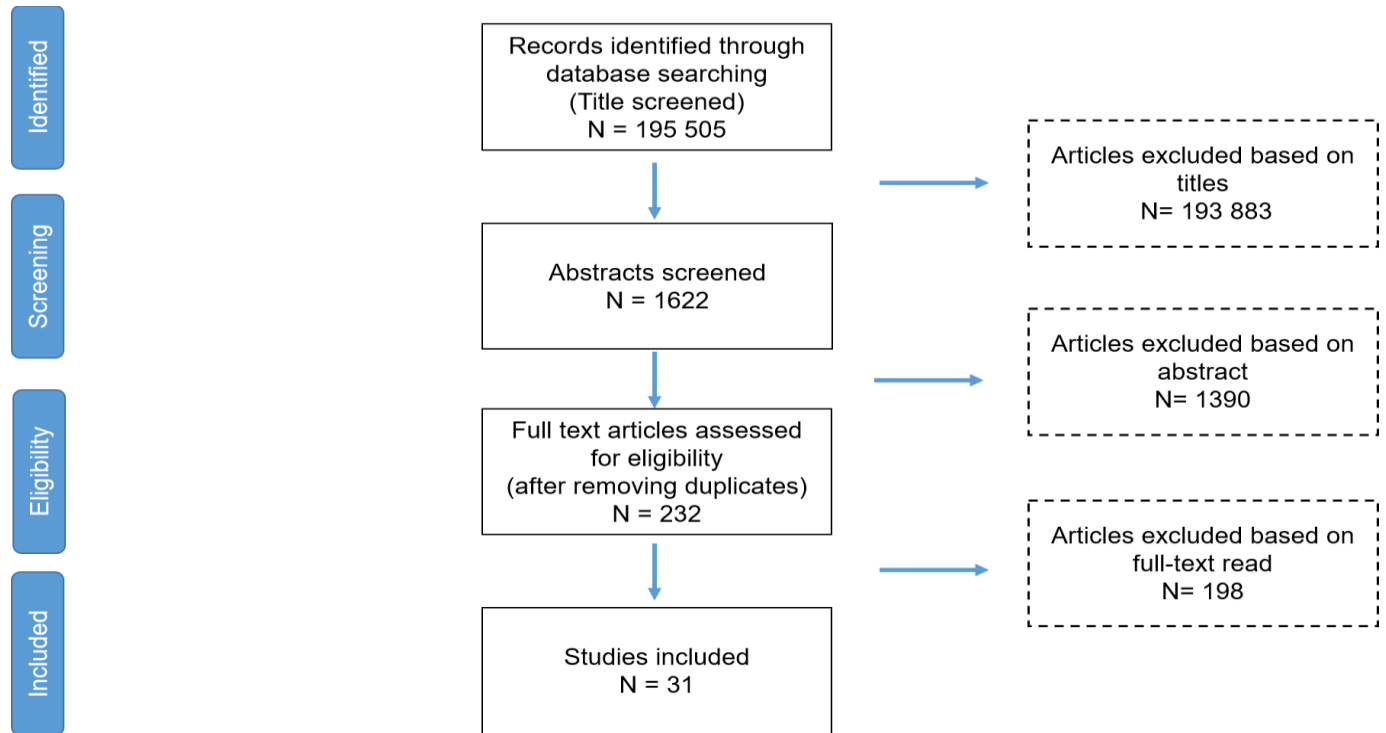 Identified
Records identified through
database searching
(Title screened)
N = 195 505
Articles excluded based on
titles
N= 193 883
Screening
Abstracts screened
N = 1622
Articles excluded based on
abstract
N= 1390
Eligibility
Full text articles assessed
for eligibility
(after removing duplicates)
N = 232
Articles excluded based on
full-text read
N= 198
Included
Studies included
N = 31